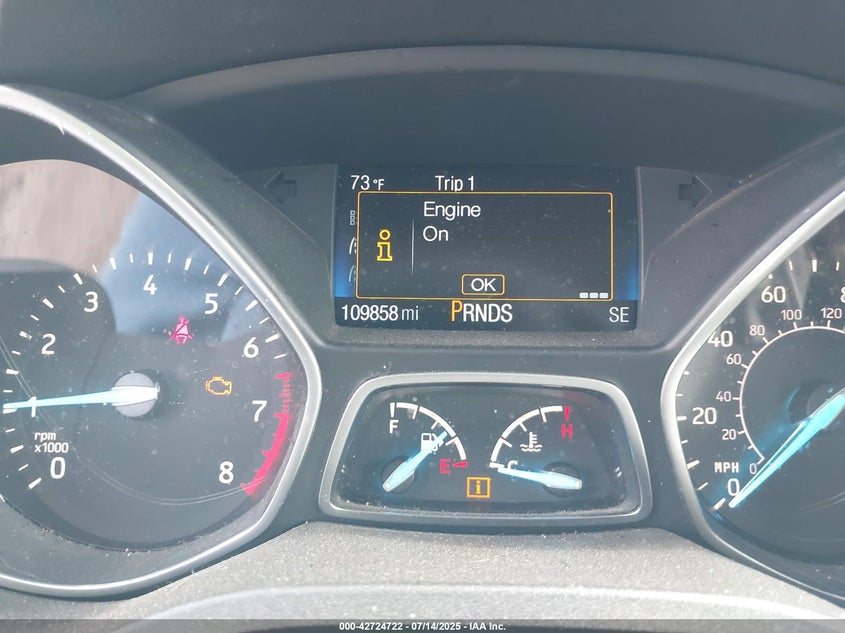 73°F Trip 1
Engine
On
OK
109858 mi PRNDS SE
0 1 2 3 4 5 6 7 8
rpm
x1000
F E
C H
i
0 20 40 60 8
0 20 40 60 80 100 120
MPH
000-42724722 07/14/2025 - IAA Inc.